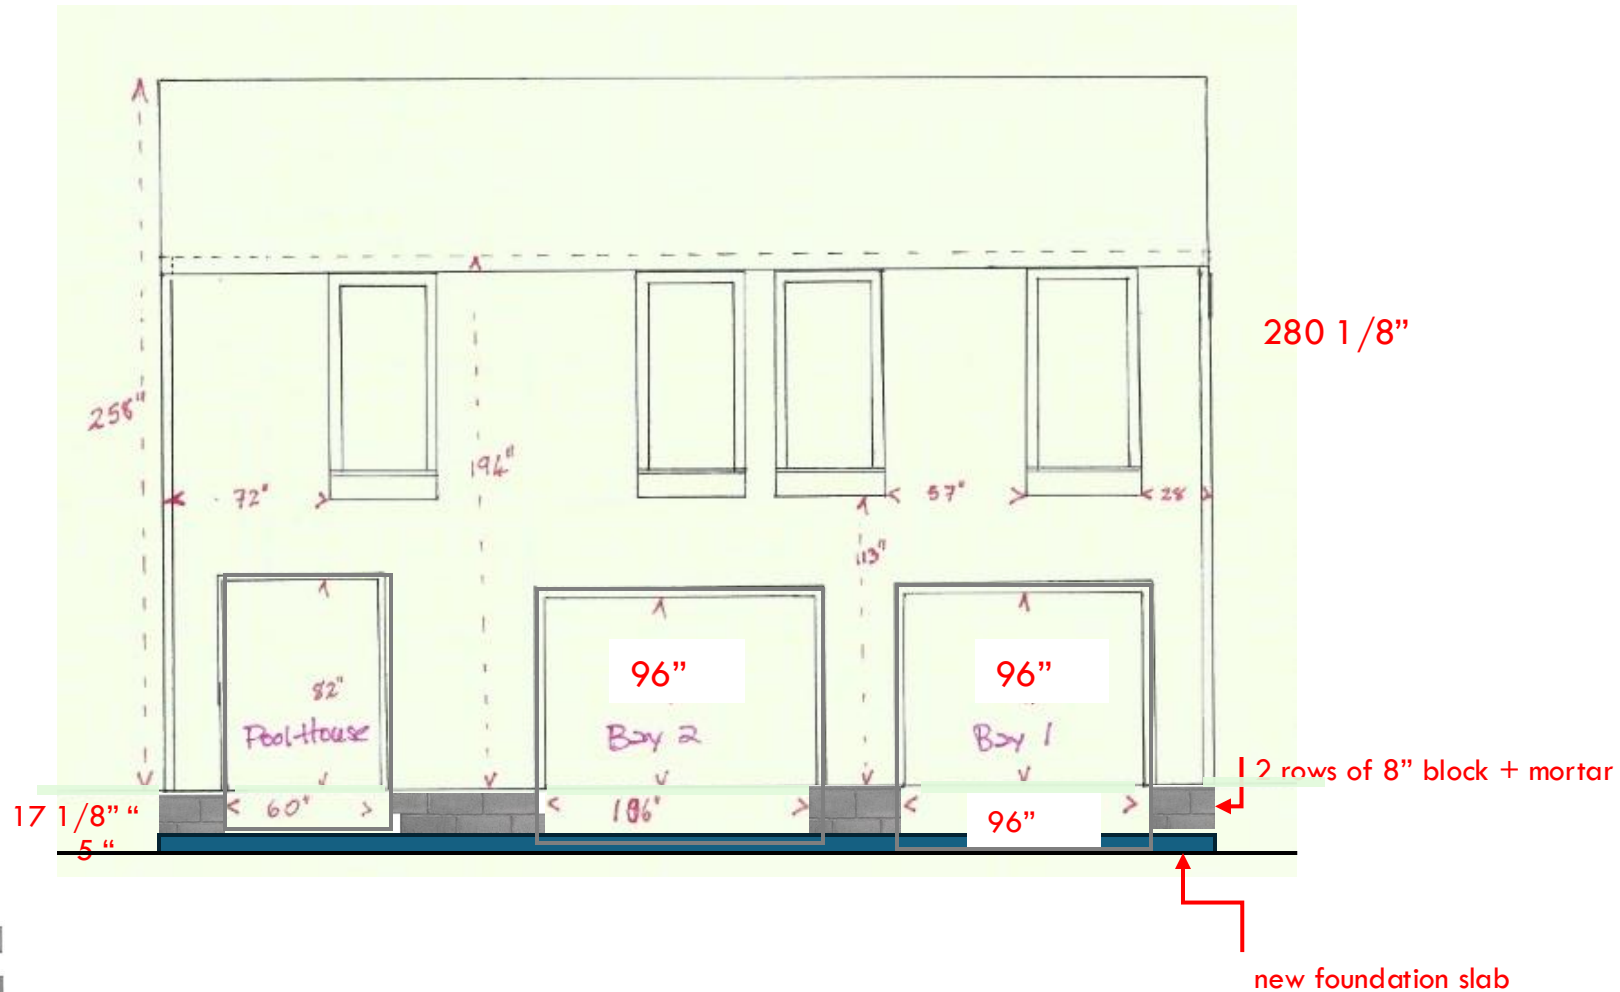 280 1/8”
258"
194"
72"
57"
28
113"
96”
96”
82"
Pool-House
Bay 2
Bay 1
2 rows of 8” block + mortar
17 1/8” “
60"
96”
5 “
new foundation slab